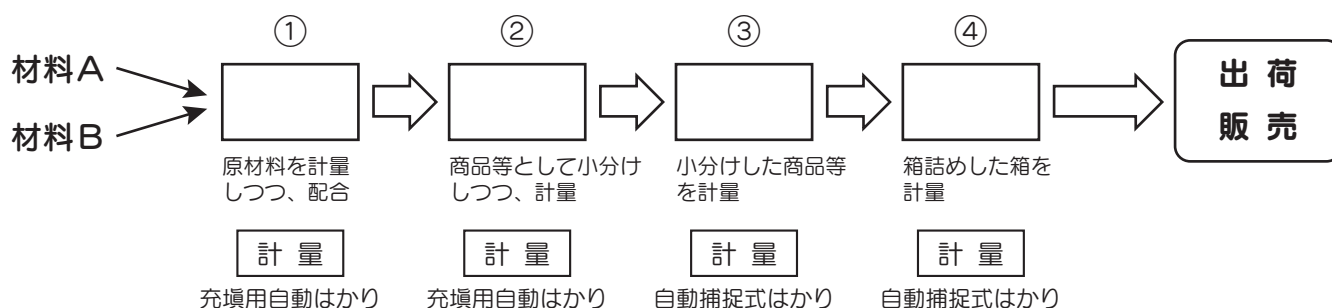 ①
②
③
④
材料A
材料B
出 荷
販 売
原材料を計量
しつつ、配合
商品等として小分け
しつつ、計量
小分けした商品等
を計量
箱詰めした箱を
計量
計 量
計 量
計 量
計 量
充塡用自動はかり
充塡用自動はかり
自動捕捉式はかり
自動捕捉式はかり